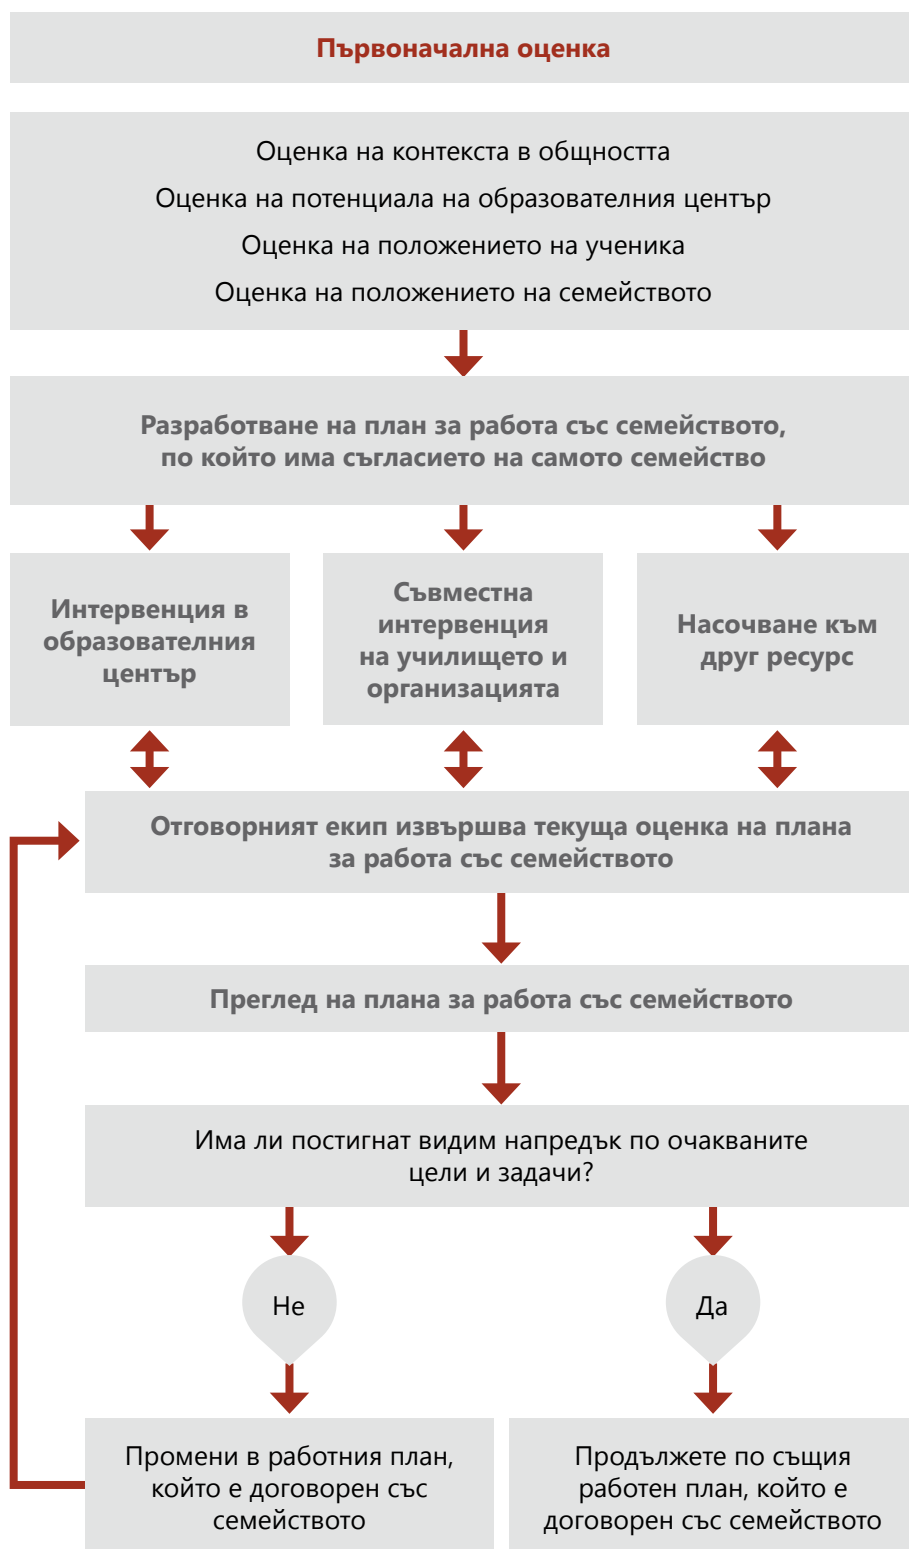 Първоначална оценка
Оценка на контекста в общността
Оценка на потенциала на образователния център
Оценка на положението на ученика
Оценка на положението на семейството
Разработване на план за работа със семейството,
по който има съгласието на самото семейство
Интервенция в
образователния
център
Съвместна
интервенция
на училището и
организацията
Насочване към
друг ресурс
Отговорният екип извършва текуща оценка на плана
за работа със семейството
Преглед на плана за работа със семейството
Има ли постигнат видим напредък по очакваните
цели и задачи?
Не
Да
Промени в работния план,
който е договорен със
семейството
Продължете по същия
работен план, който е
договорен със семейството